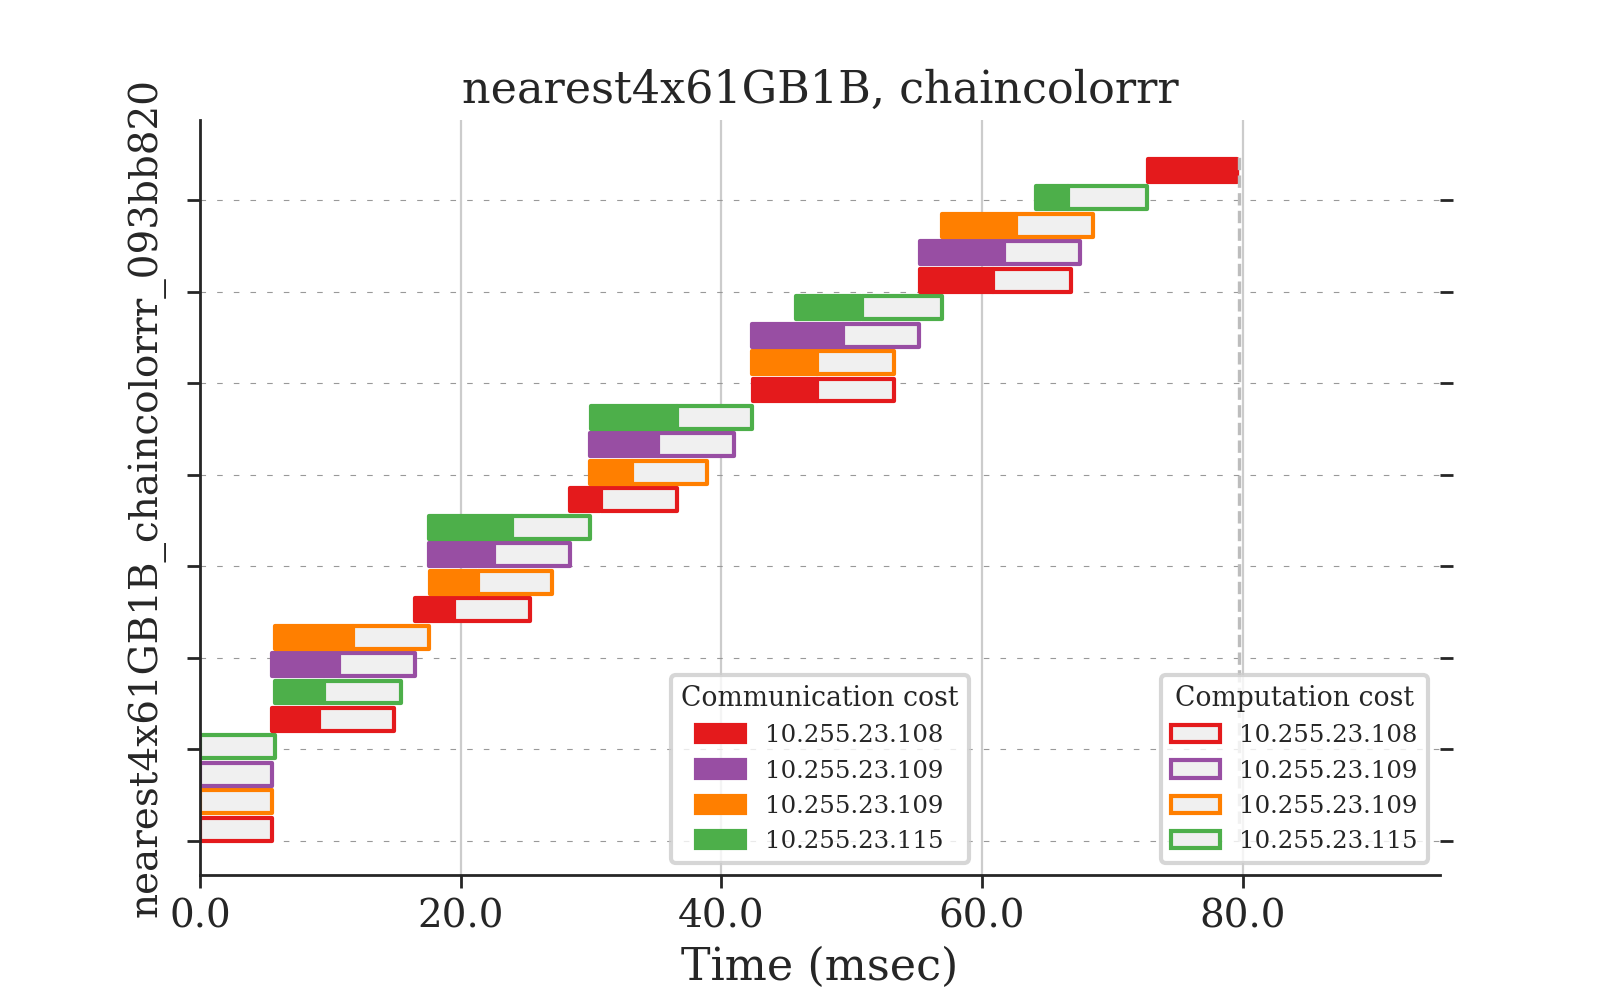 nearest4x61GB1B, chaincolorrr
nearest4x61GB1B_chaincolorrr_093bb820
Communication cost
10.255.23.108
10.255.23.109
10.255.23.109
10.255.23.115
Computation cost
10.255.23.108
10.255.23.109
10.255.23.109
10.255.23.115
0.0 20.0 40.0 60.0 80.0
Time (msec)